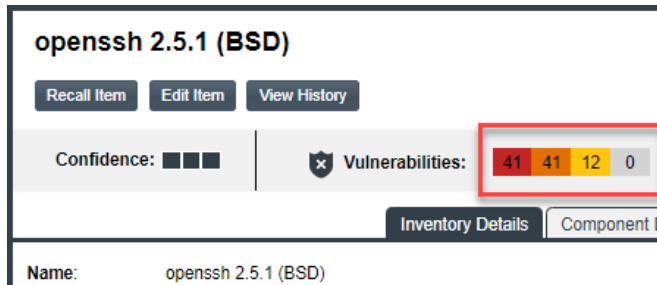 openssh 2.5.1 (BSD)
Recall Item Edit Item View History
Confidence: Vulnerabilities: 41 41 12 0
Inventory Details Component
Name: openssh 2.5.1 (BSD)